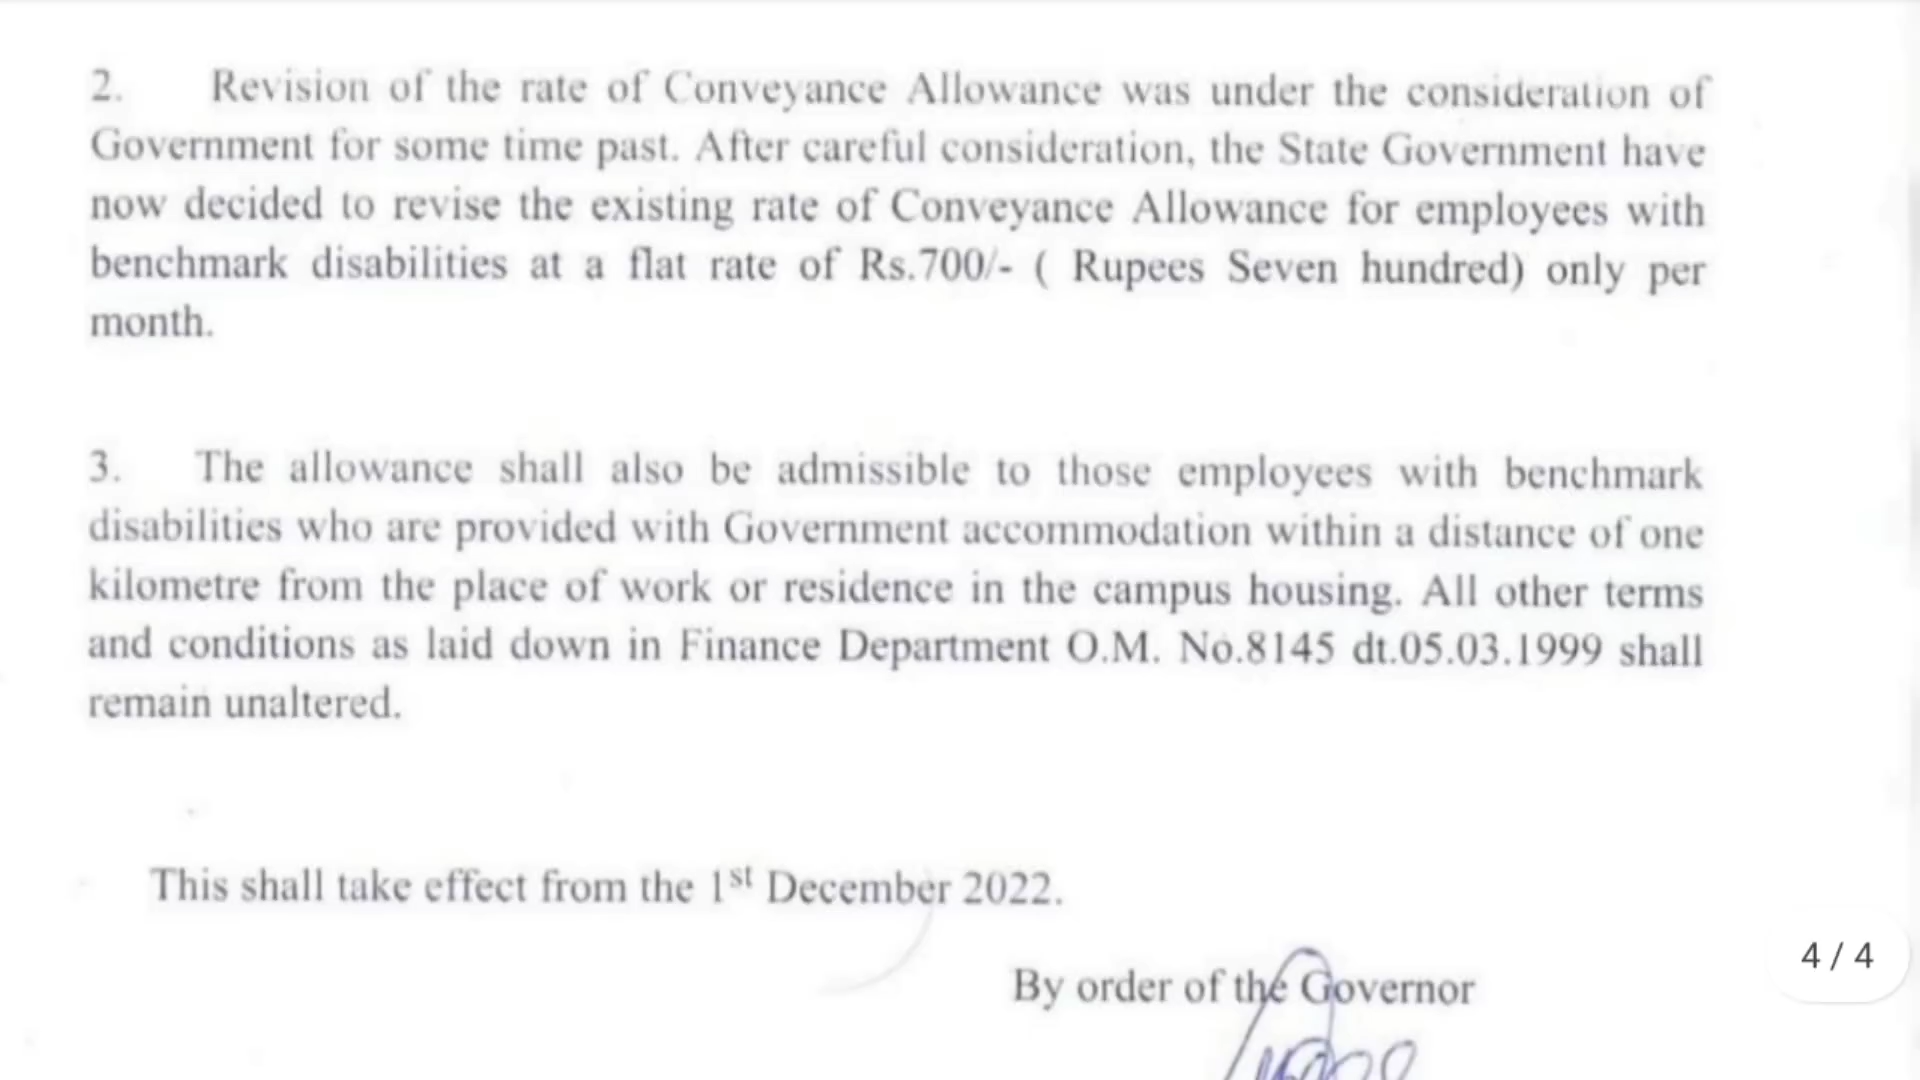 2. Revision of the rate of Conveyance Allowance was under the consideration of
Government for some time past. After careful consideration, the State Government have
now decided to revise the existing rate of Conveyance Allowance for employees with
benchmark disabilities at a flat rate of Rs.700/- ( Rupees Seven hundred) only per
month.
3. The allowance shall also be admissible to those employees with benchmark
disabilities who are provided with Government accommodation within a distance of one
kilometre from the place of work or residence in the campus housing. All other terms
and conditions as laid down in Finance Department O.M. No.8145 dt.05.03.1999 shall
remain unaltered.
This shall take effect from the 1st December 2022.
By order of the Governor
4 / 4